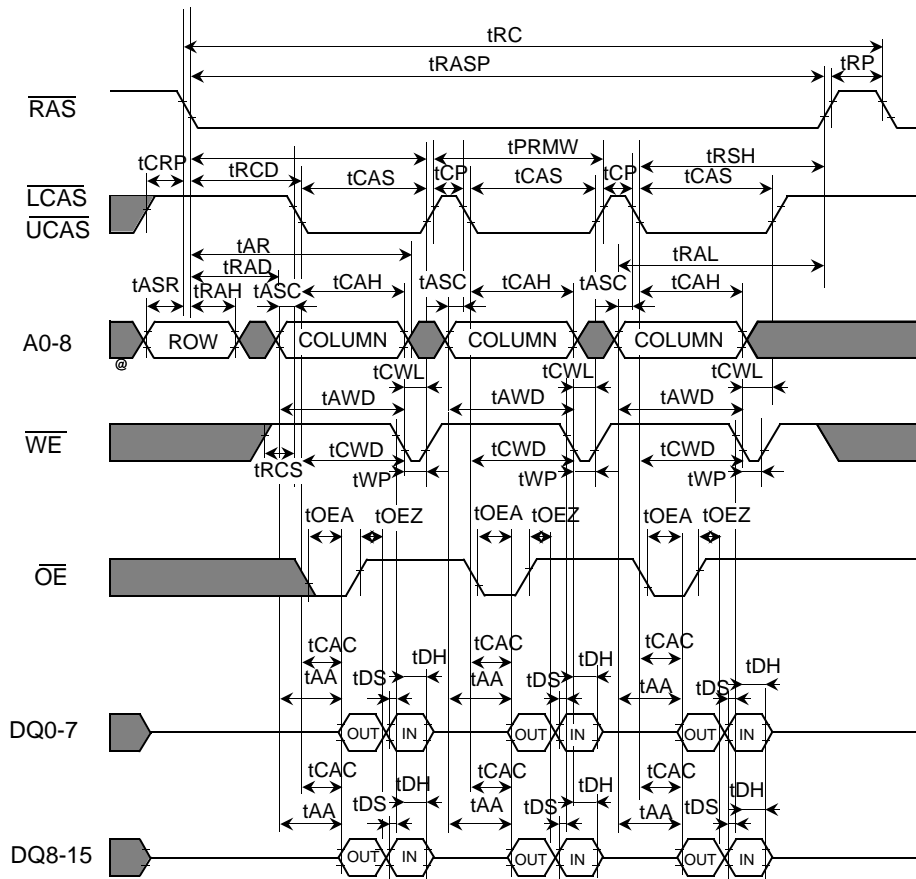 tRC
tRASP tRP
RAS
tCRP tRCD tPRMW tRSH
tCAS tCP tCAS tCP tCAS
LCAS
UCAS
tAR tRAL
tRAD
tASR tRAH tASC tCAH tASC tCAH tASC tCAH
A0-8 ROW COLUMN COLUMN COLUMN
@
tCWL tCWL tCWL
tAWD tAWD tAWD
WE
tRCS tCWD tWP tCWD tWP tCWD tWP
tOEA tOEZ tOEA tOEZ tOEA tOEZ
OE
tCAC tDH tCAC tDH tCAC tDH
tAA tDS tAA tDS tAA tDS
DQ0-7 OUT IN OUT IN OUT IN
tCAC tDH tCAC tDH tCAC tDH
tAA tDS tAA tDS tAA tDS
DQ8-15 OUT IN OUT IN OUT IN